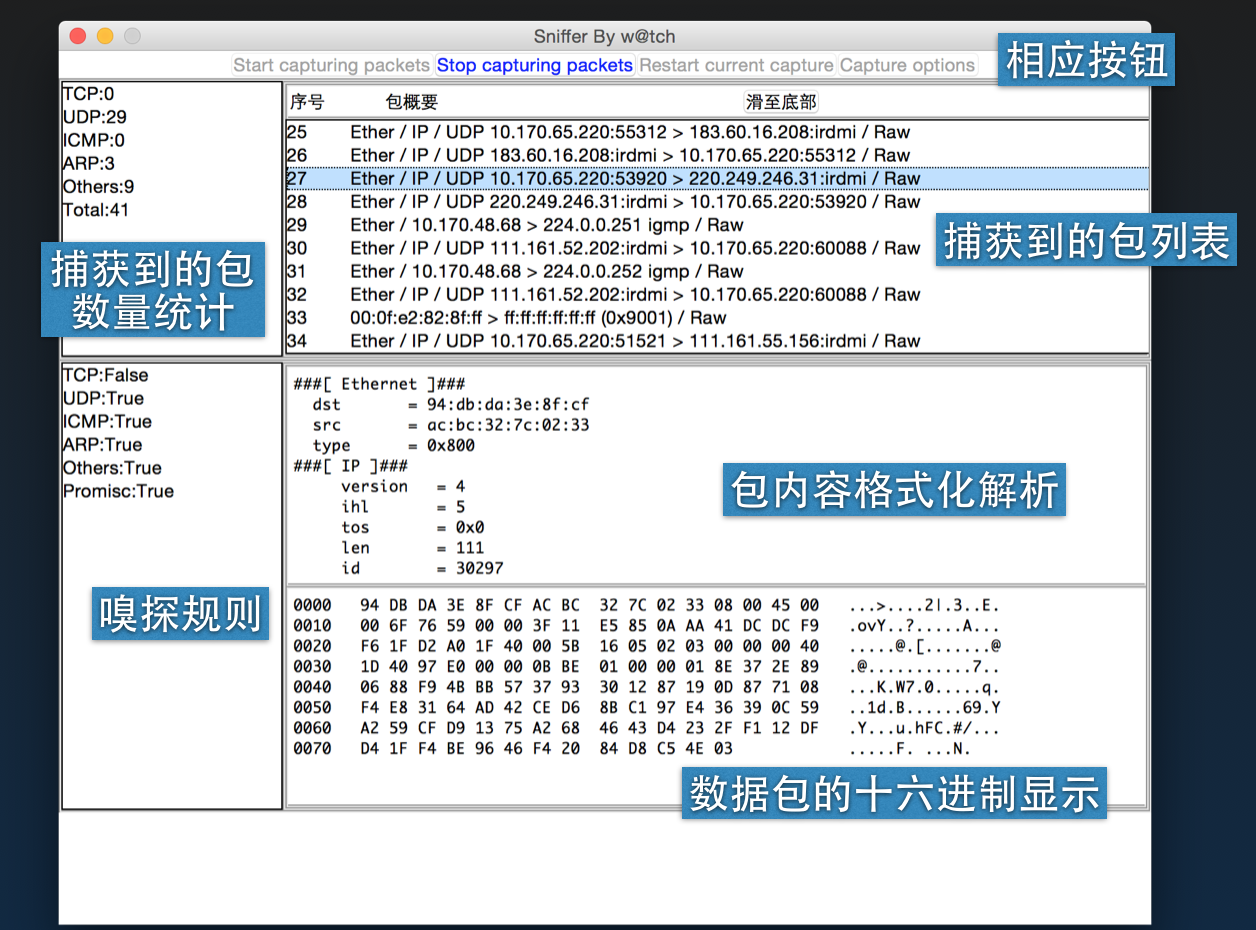 Sniffer By w@tch
Start capturing packets Stop capturing packets Restart current capture Capture options
相应按钮
TCP:0
UDP:29
ICMP:0
ARP:3
Others:9
Total:41
捕获到的包
数量统计
序号 包概要 滑至底部
25 Ether / IP / UDP 10.170.65.220:55312 > 183.60.16.208:irdmi / Raw
26 Ether / IP / UDP 183.60.16.208:irdmi > 10.170.65.220:55312 / Raw
27 Ether / IP / UDP 10.170.65.220:53920 > 220.249.246.31:irdmi / Raw
28 Ether / IP / UDP 220.249.246.31:irdmi > 10.170.65.220:53920 / Raw
29 Ether / 10.170.48.68 > 224.0.0.251 igmp / Raw
30 Ether / IP / UDP 111.161.52.202:irdmi > 10.170.65.220:60088 / Raw
31 Ether / 10.170.48.68 > 224.0.0.252 igmp / Raw
32 Ether / IP / UDP 111.161.52.202:irdmi > 10.170.65.220:60088 / Raw
33 00:0f:e2:82:8f:ff > ff:ff:ff:ff:ff:ff (0x9001) / Raw
34 Ether / IP / UDP 10.170.65.220:51521 > 111.161.55.156:irdmi / Raw
捕获到的包列表
TCP:False
UDP:True
ICMP:True
ARP:True
Others:True
Promisc:True
嗅探规则
###[ Ethernet ]###
dst = 94:db:da:3e:8f:cf
src = ac:bc:32:7c:02:33
type = 0x800
###[ IP ]###
version = 4
ihl = 5
tos = 0x0
len = 111
id = 30297
包内容格式化解析
0000 94 DB DA 3E 8F CF AC BC 32 7C 02 33 08 00 45 00 ...>....2|.3..E.
0010 00 6F 76 59 00 00 3F 11 E5 85 0A AA 41 DC DC F9 .ovY..?.....A...
0020 F6 1F D2 A0 1F 40 00 5B 16 05 02 03 00 00 00 40 .....@.[.......@
0030 1D 40 97 E0 00 00 0B BE 01 00 00 01 8E 37 2E 89 .@...........7..
0040 06 88 F9 4B BB 57 37 93 30 12 87 19 0D 87 71 08 ...K.W7.0.....q.
0050 F4 E8 31 64 AD 42 CE D6 8B C1 97 E4 36 39 0C 59 ..1d.B......69.Y
0060 A2 59 CF D9 13 75 A2 68 46 43 D4 23 2F F1 12 DF .Y...u.hFC.#/...
0070 D4 1F F4 BE 96 46 F4 20 84 D8 C5 4E 03 .....F. ...N.
数据包的十六进制显示